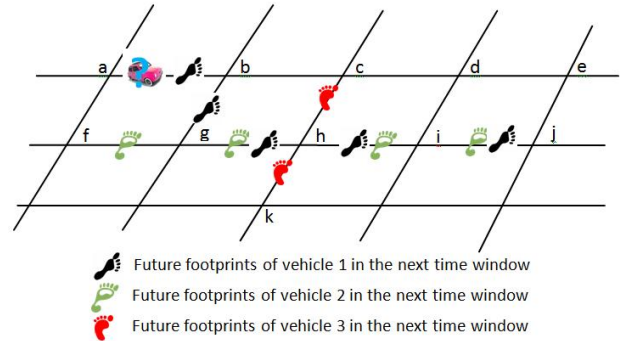 a b c d e
f g h i j
k
Future footprints of vehicle 1 in the next time window
Future footprints of vehicle 2 in the next time window
Future footprints of vehicle 3 in the next time window